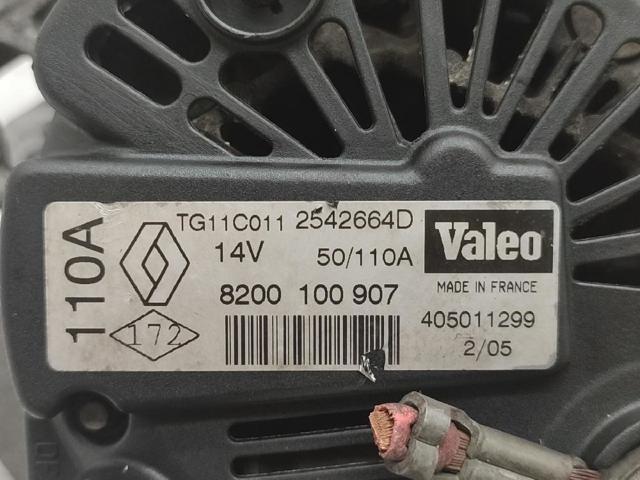 110A
TG11C011 2542664D
14V 50/110A
8200 100 907
172
Valeo
MADE IN FRANCE
405011299
2/05